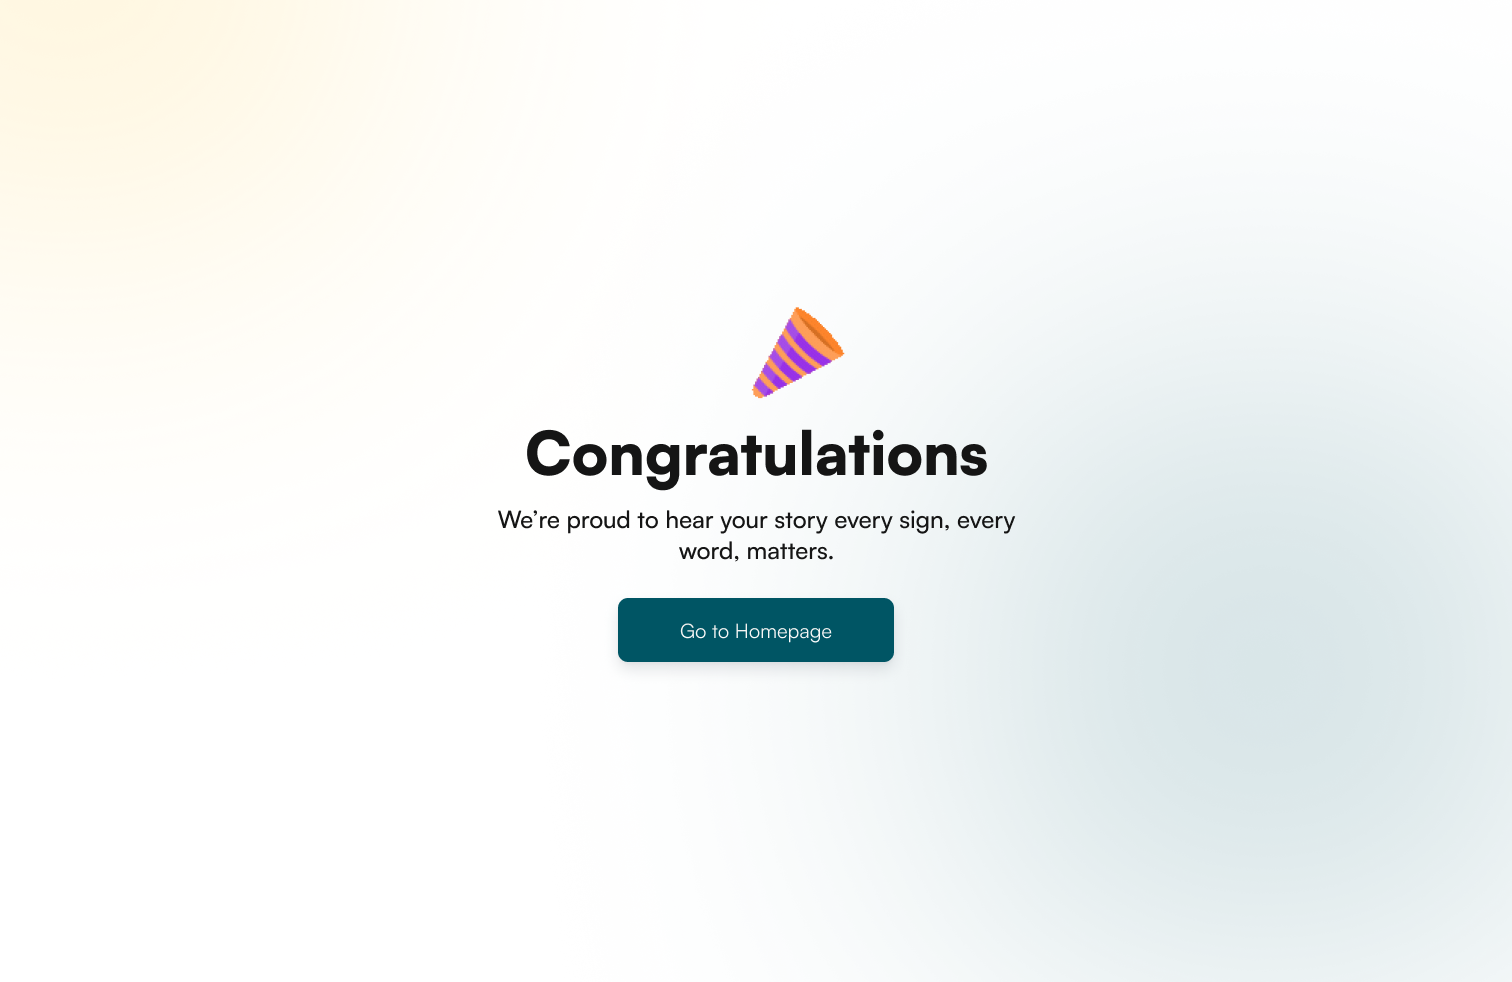 Congratulations
We’re proud to hear your story every sign, every
word, matters.
Go to Homepage